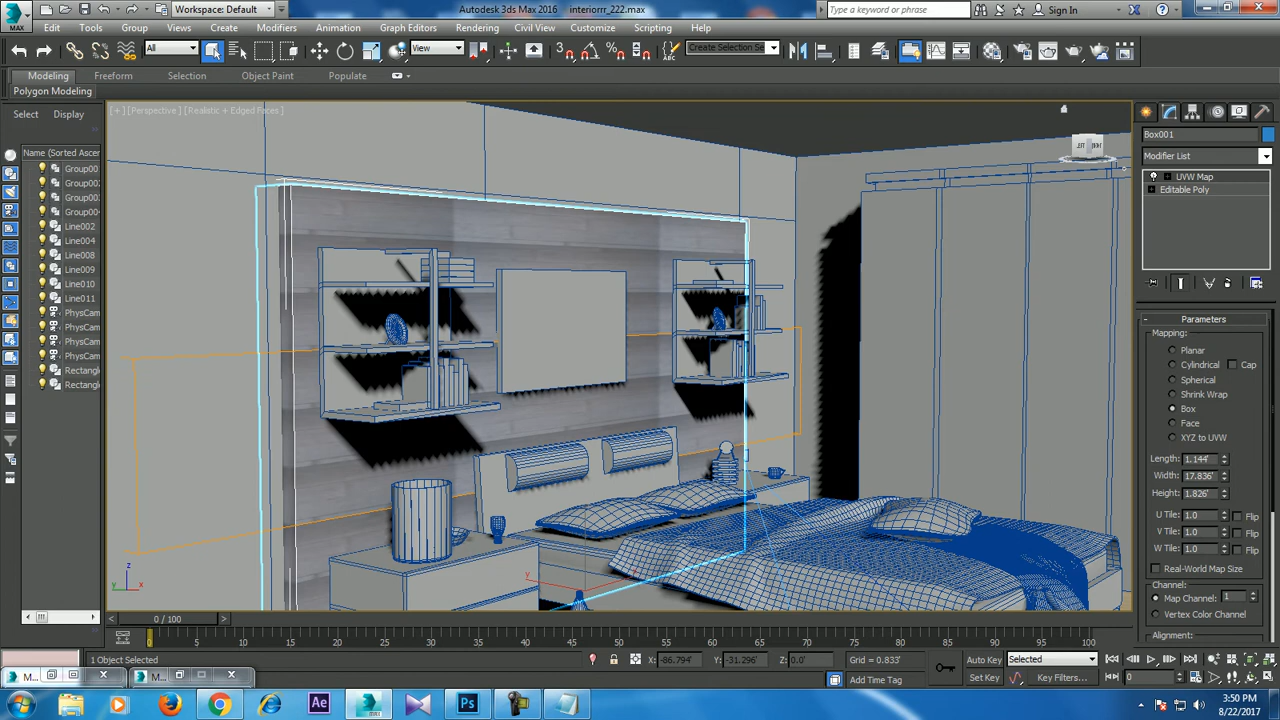 Workspace: Default
Autodesk 3ds Max 2016 interiorrr_222.max
Type a keyword or phrase
Sign In
MAX
Edit Tools Group Views Create Modifiers Animation Graph Editors Rendering Civil View Customize Scripting Help
All
View
Create Selection Se
Modeling Freeform Selection Object Paint Populate
Polygon Modeling
Select Display
Name (Sorted Ascen
Group00
Group00
Group00
Group00
Line002
Line004
Line008
Line009
Line010
Line011
PhysCam
PhysCam
PhysCam
PhysCam
Rectangl
Rectangl
[+] [Perspective] [Realistic + Edged Faces]
Box001
Modifier List
UVW Map
Editable Poly
Parameters
Mapping:
Planar
Cylindrical Cap
Spherical
Shrink Wrap
Box
Face
XYZ to UVW
Length: 1.144'
Width: 17.836'
Height: 1.826'
U Tile: 1.0 Flip
V Tile: 1.0 Flip
W Tile: 1.0 Flip
Real-World Map Size
Channel:
Map Channel: 1
Vertex Color Channel
Alignment:
z
y x
0 / 100
0 5 10 15 20 25 30 35 40 45 50 55 60 65 70 75 80 85 90 95 100
1 Object Selected
X: -86.794' Y: -31.296' Z: 0.0' Grid = 0.833'
Auto Key Selected
M... M...
Add Time Tag
Set Key Key Filters...
0
Ae
Ps
3:50 PM
8/22/2017